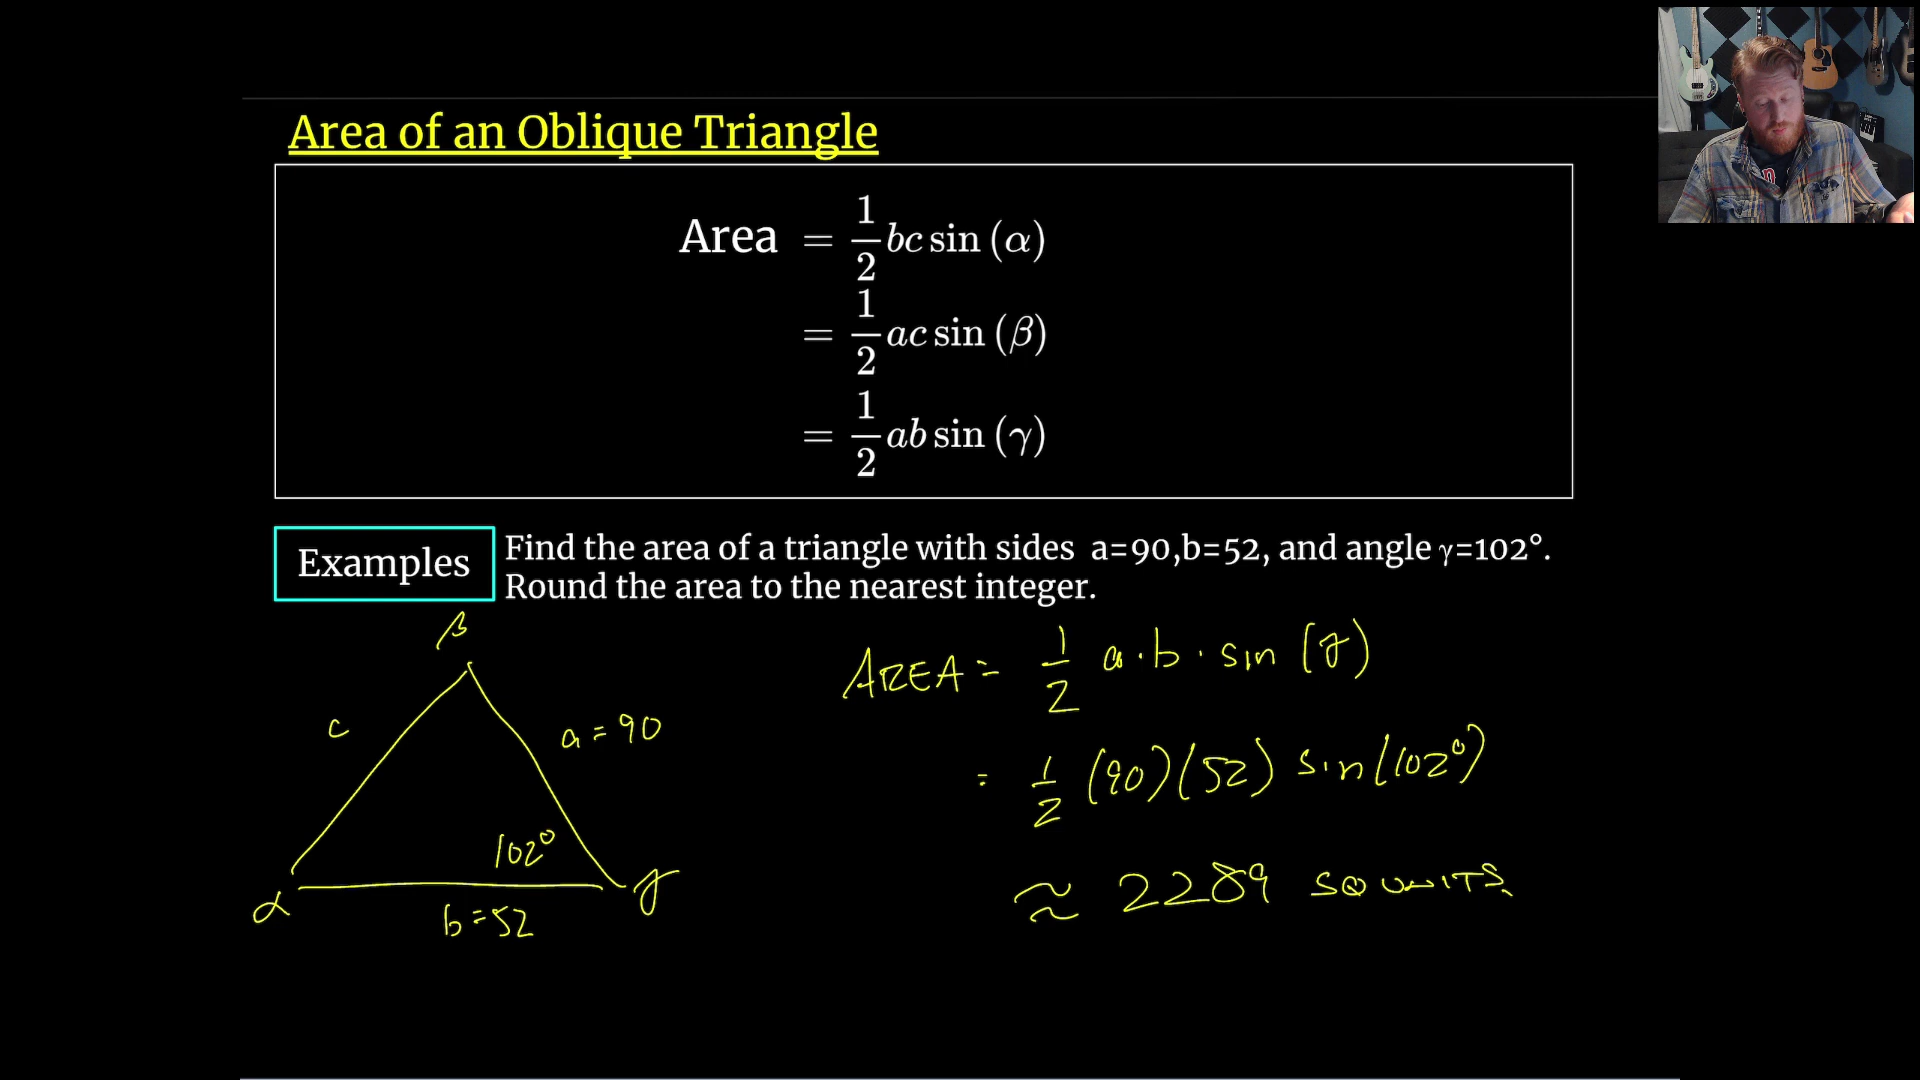 Area of an Oblique Triangle
Area = 1/2 bc sin (α)
= 1/2 ac sin (β)
= 1/2 ab sin (γ)
Examples
Find the area of a triangle with sides a=90,b=52, and angle γ=102°.
Round the area to the nearest integer.
β
c
a = 90
102°
α
γ
b = 52
AREA = 1/2 a · b · sin (γ)
= 1/2 (90)(52) sin(102°)
≈ 2289 SQ UNITS